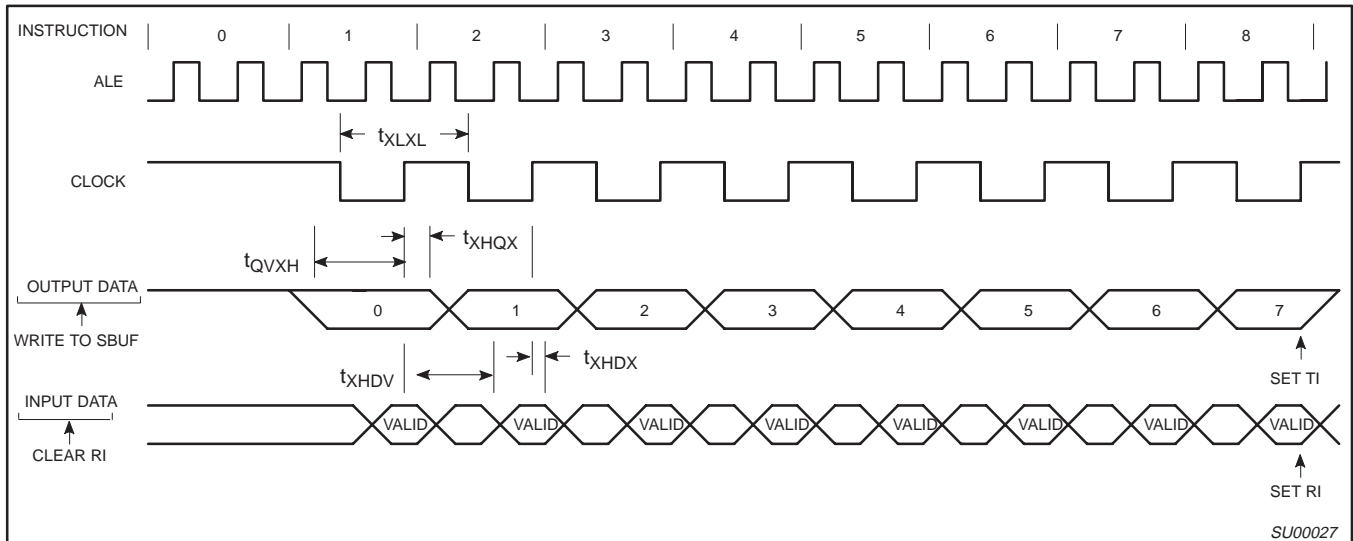 INSTRUCTION 0 1 2 3 4 5 6 7 8
ALE
tXLXL
CLOCK
tXHQX
tQVXH
OUTPUT DATA
0 1 2 3 4 5 6 7
WRITE TO SBUF
tXHDX
tXHDV
SET TI
INPUT DATA
VALID VALID VALID VALID VALID VALID VALID VALID
CLEAR RI
SET RI
SU00027